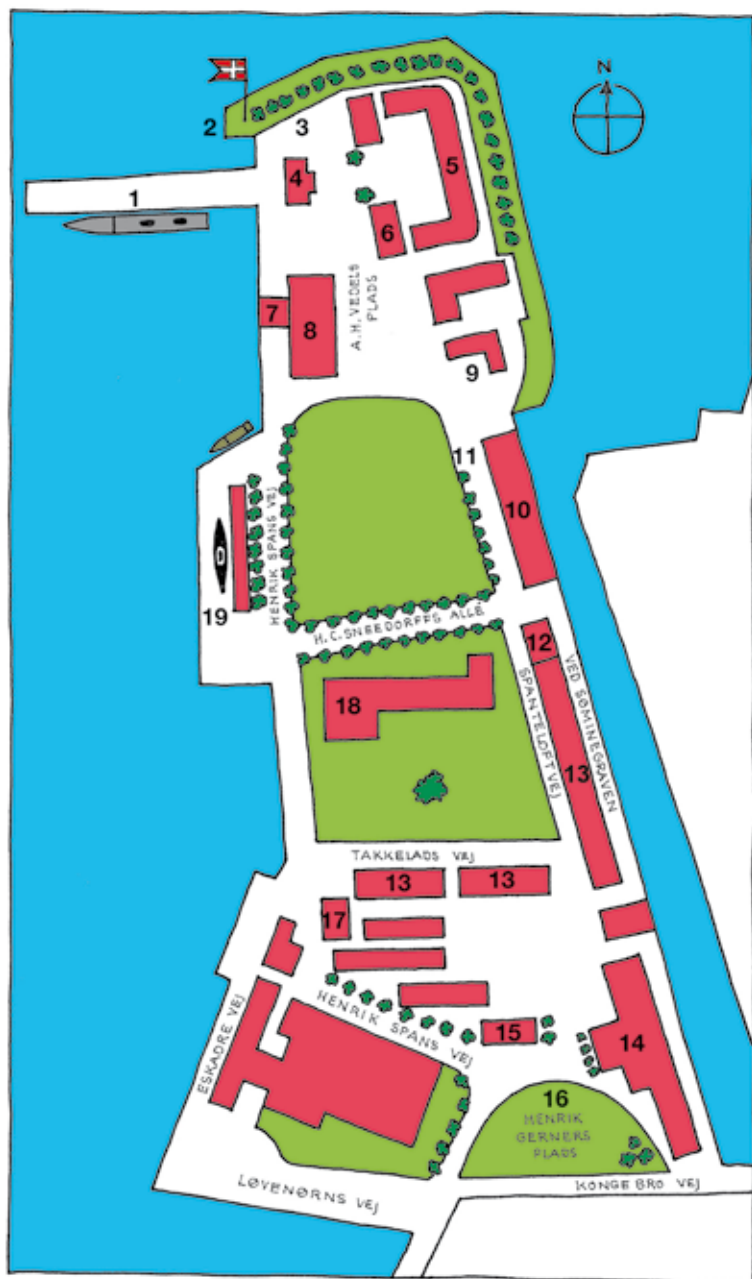 N
2
3
1
4
5
6
7
8
A.H. VEDELS
PLADS
9
11
10
HENRIK SPANS VEJ
19
H.C. SNEEDORFFS ALLÉ
12
VED SØMINEGRAVEN
SPANTELOFTVEJ
18
13
TAKKELADS VEJ
13
13
17
HENRIK SPANS VEJ
ESKADRE VEJ
15
14
16
HENRIK
GERNERS
PLADS
LØVENØRNS VEJ
KONGEBRO VEJ